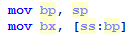 mov bp, sp
mov bx, [ss:bp]